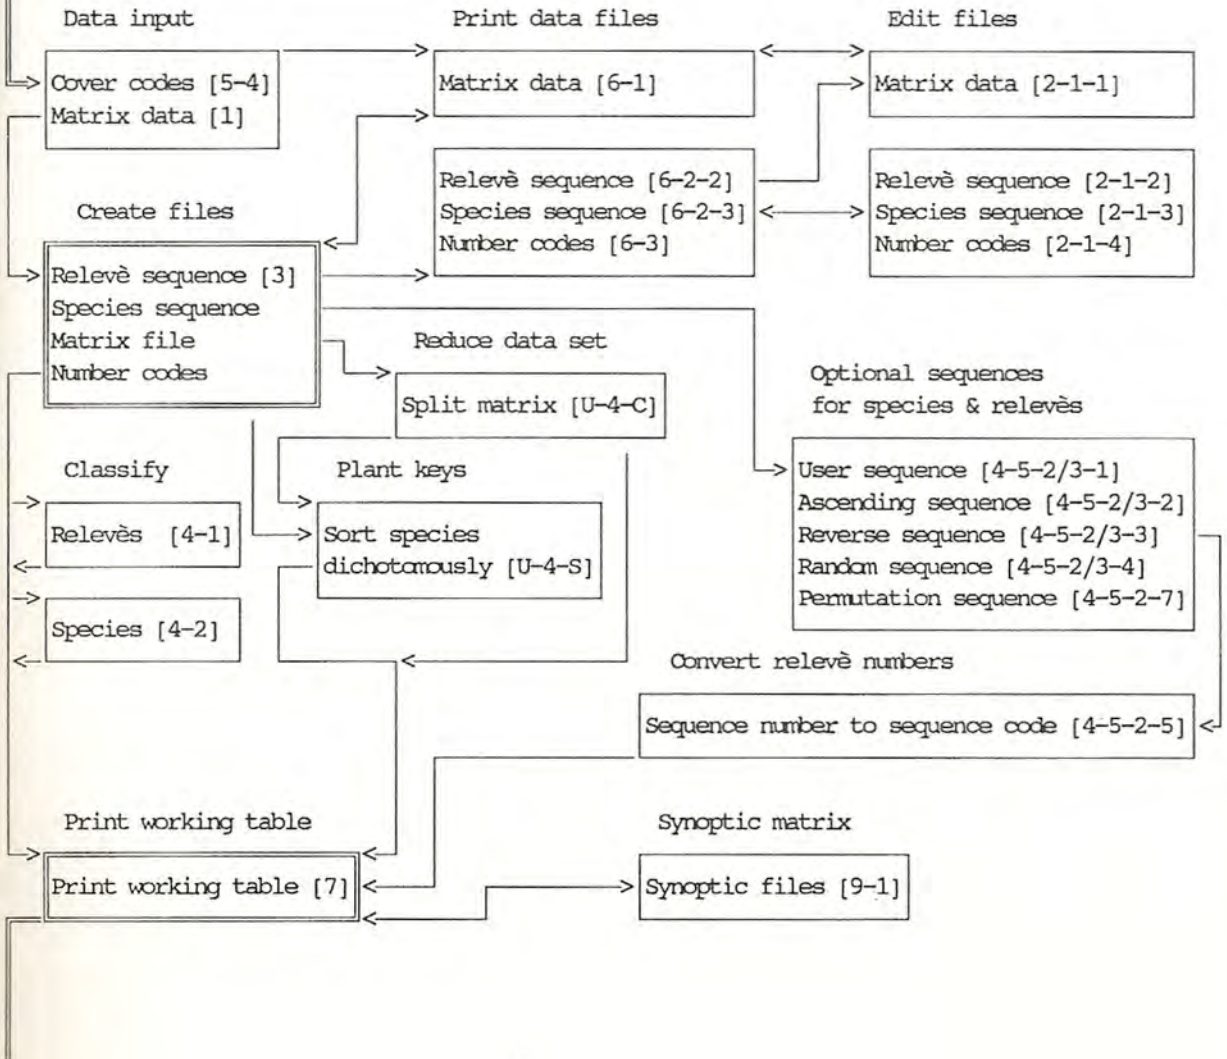 Data input
Print data files
Edit files
Cover codes [5-4]
Matrix data [1]
Matrix data [6-1]
Matrix data [2-1-1]
Relevè sequence [6-2-2]
Species sequence [6-2-3]
Number codes [6-3]
Relevè sequence [2-1-2]
Species sequence [2-1-3]
Number codes [2-1-4]
Create files
Relevè sequence [3]
Species sequence
Matrix file
Number codes
Reduce data set
Split matrix [U-4-C]
Optional sequences
for species & relevès
User sequence [4-5-2/3-1]
Ascending sequence [4-5-2/3-2]
Reverse sequence [4-5-2/3-3]
Random sequence [4-5-2/3-4]
Permutation sequence [4-5-2-7]
Classify
Relevès [4-1]
Species [4-2]
Plant keys
Sort species
dichotomously [U-4-S]
Convert relevè numbers
Sequence number to sequence code [4-5-2-5]
Print working table
Print working table [7]
Synoptic matrix
Synoptic files [9-1]